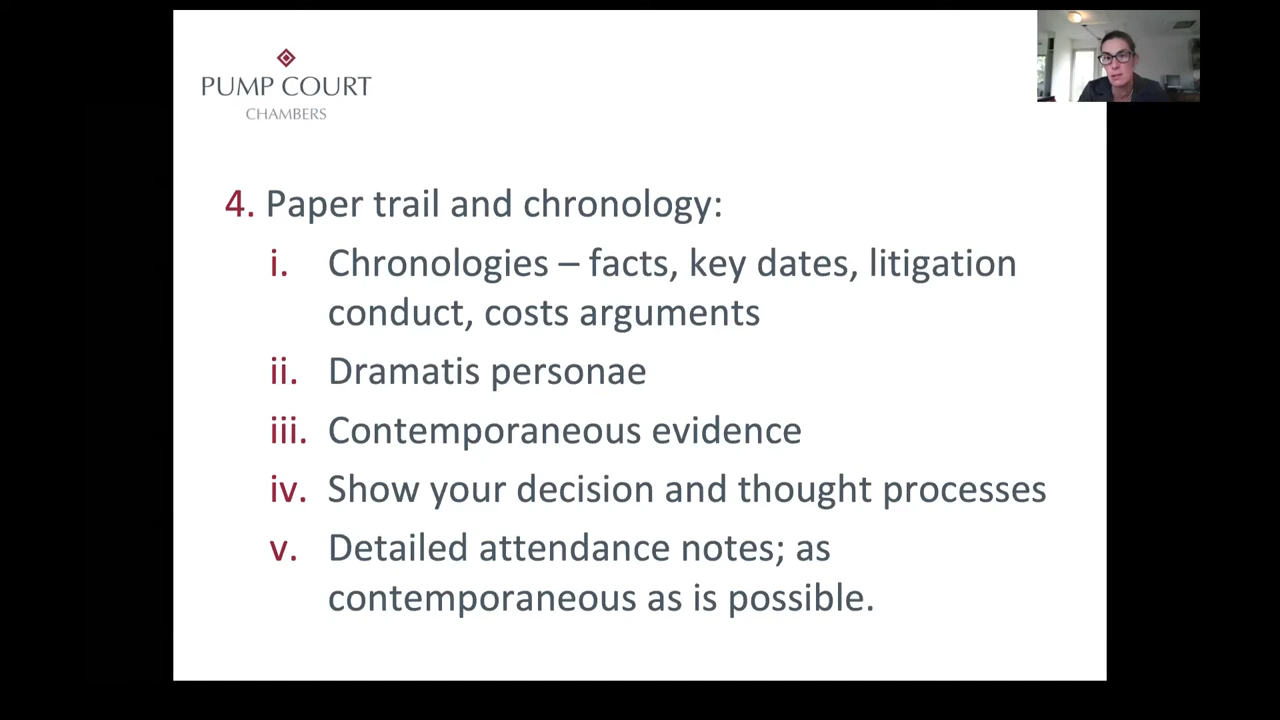 PUMP COURT
CHAMBERS
4. Paper trail and chronology:
i. Chronologies – facts, key dates, litigation
conduct, costs arguments
ii. Dramatis personae
iii. Contemporaneous evidence
iv. Show your decision and thought processes
v. Detailed attendance notes; as
contemporaneous as is possible.